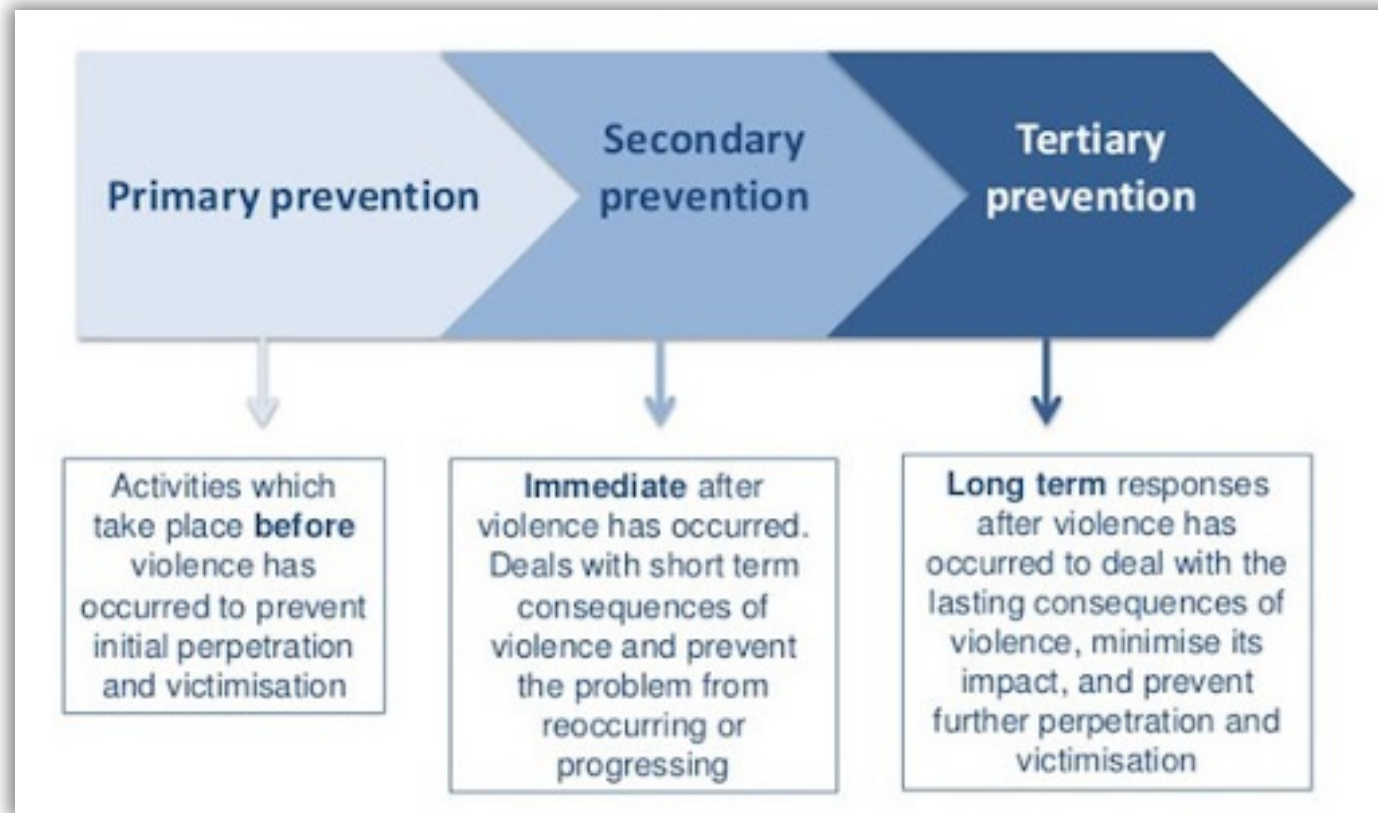 Primary prevention
Secondary
prevention
Tertiary
prevention
Activities which
take place before
violence has
occurred to prevent
initial perpetration
and victimisation
Immediate after
violence has occurred.
Deals with short term
consequences of
violence and prevent
the problem from
reoccurring or
progressing
Long term responses
after violence has
occurred to deal with the
lasting consequences of
violence, minimise its
impact, and prevent
further perpetration and
victimisation